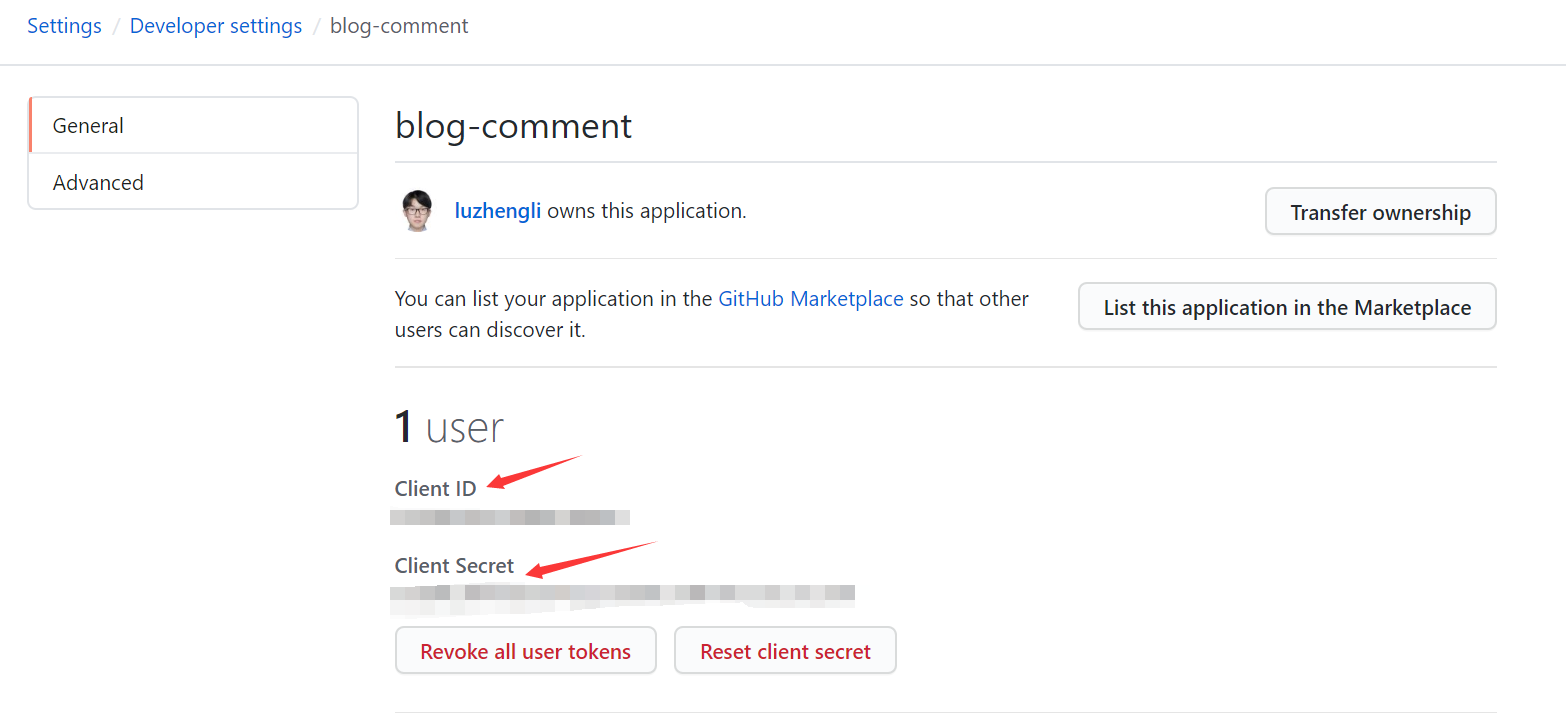 Settings / Developer settings / blog-comment
General
Advanced
blog-comment
luzhengli owns this application.
Transfer ownership
You can list your application in the GitHub Marketplace so that other
users can discover it.
List this application in the Marketplace
1 user
Client ID
Client Secret
Revoke all user tokens
Reset client secret